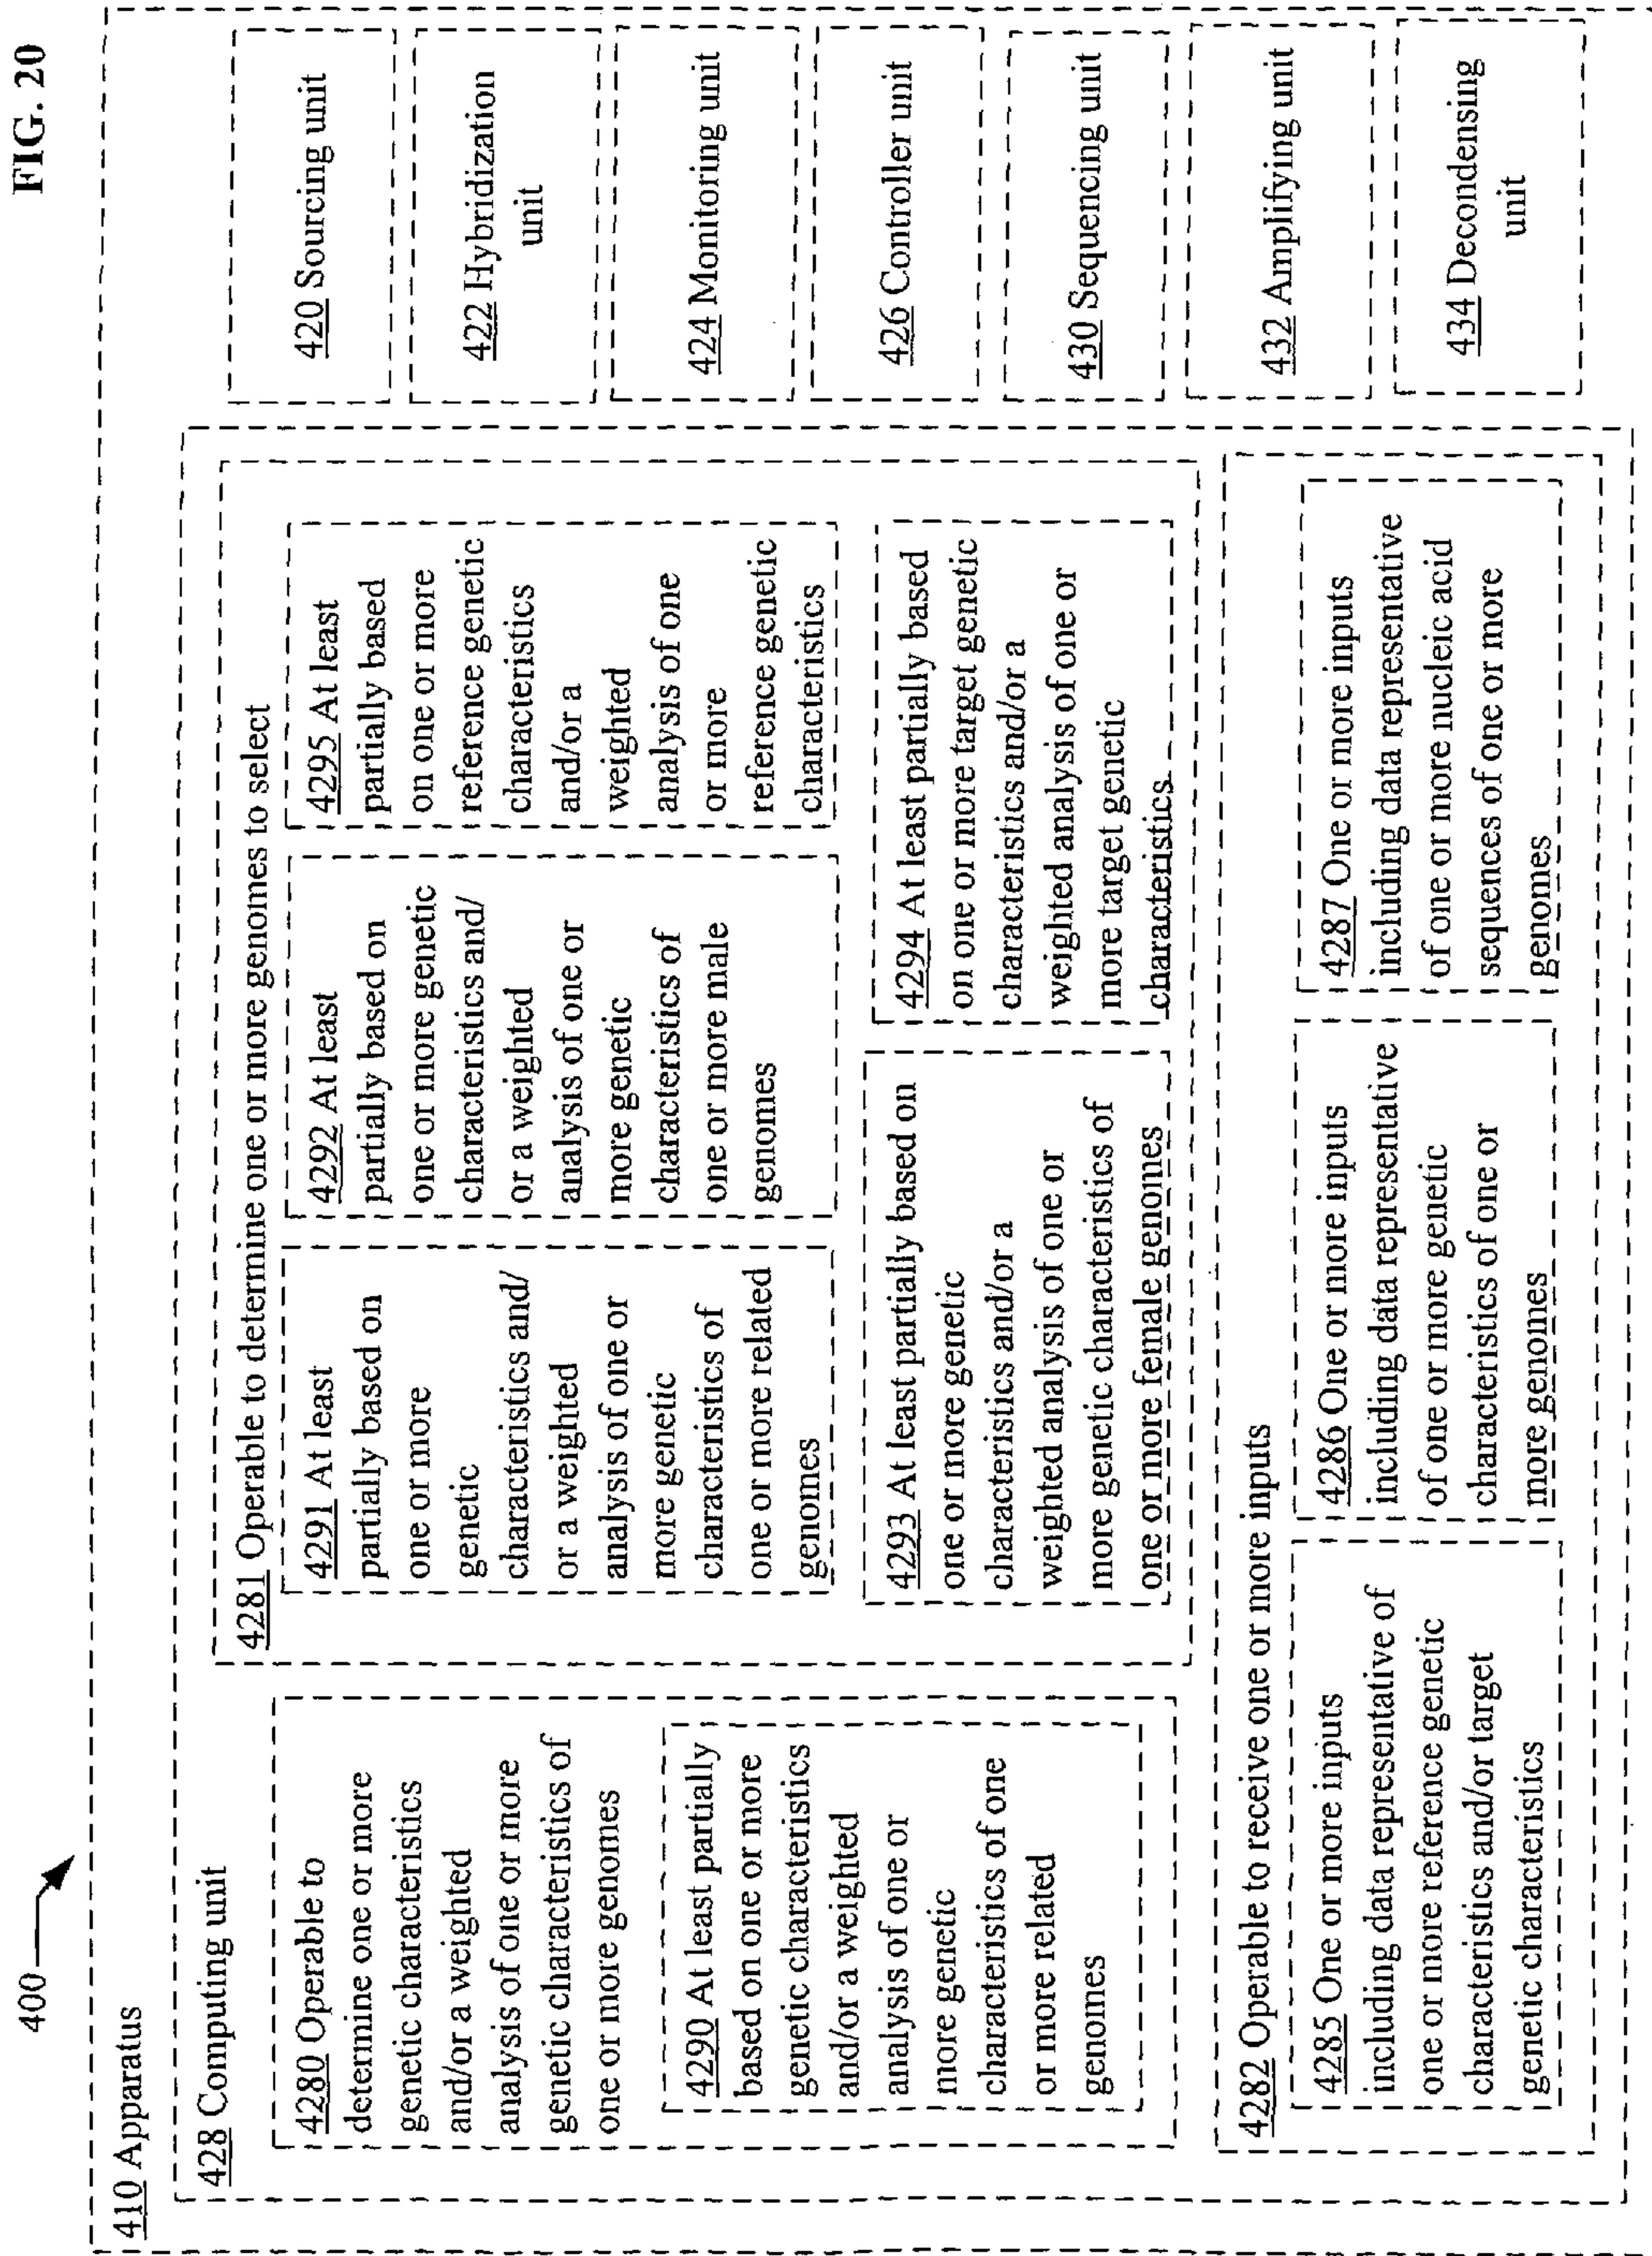 FIG. 20
400
410 Apparatus
428 Computing unit
4280 Operable to
determine one or more
genetic characteristics
and/or a weighted
analysis of one or more
genetic characteristics of
one or more genomes
4290 At least partially
based on one or more
genetic characteristics
and/or a weighted
analysis of one or
more genetic
characteristics of one
or more related
genomes
4281 Operable to determine one or more genomes to select
4291 At least
partially based on
one or more
genetic
characteristics and/
or a weighted
analysis of one or
more genetic
characteristics of
one or more related
genomes
4292 At least
partially based on
one or more genetic
characteristics and/
or a weighted
analysis of one or
more genetic
characteristics of
one or more male
genomes
4295 At least
partially based
on one or more
reference genetic
characteristics
and/or a
weighted
analysis of one
or more
reference genetic
characteristics
4293 At least partially based on
one or more genetic
characteristics and/or a
weighted analysis of one or
more genetic characteristics of
one or more female genomes
4294 At least partially based
on one or more target genetic
characteristics and/or a
weighted analysis of one or
more target genetic
characteristics
4282 Operable to receive one or more inputs
4285 One or more inputs
including data representative of
one or more reference genetic
characteristics and/or target
genetic characteristics
4286 One or more inputs
including data representative
of one or more genetic
characteristics of one or
more genomes
4287 One or more inputs
including data representative
of one or more nucleic acid
sequences of one or more
genomes
420 Sourcing unit
422 Hybridization
unit
424 Monitoring unit
426 Controller unit
430 Sequencing unit
432 Amplifying unit
434 Decondensing
unit